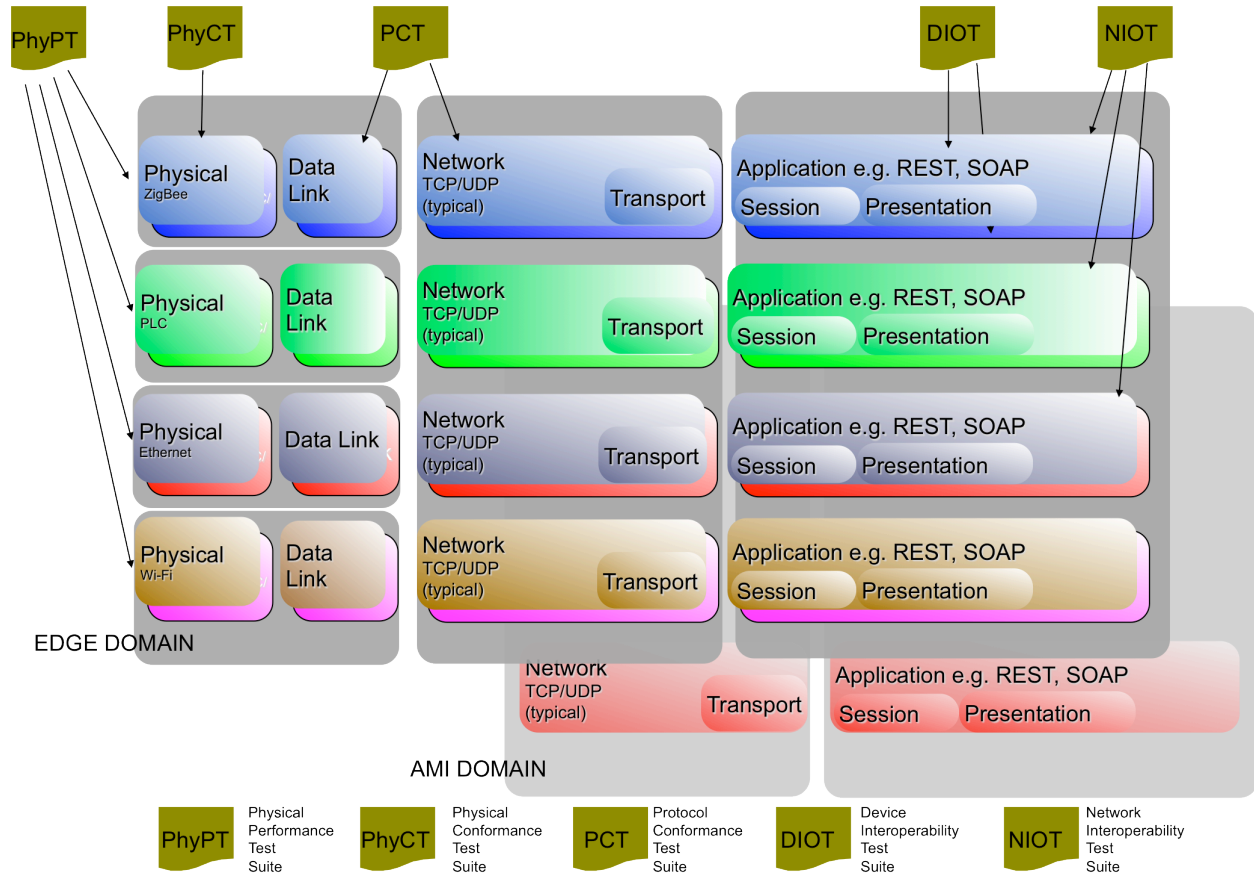 PhyPT
PhyCT
PCT
DIOT
NIOT
Physical
ZigBee
Data
Link
Network
TCP/UDP
(typical)
Transport
Application e.g. REST, SOAP
Session
Presentation
Physical
PLC
Data
Link
Network
TCP/UDP
(typical)
Transport
Application e.g. REST, SOAP
Session
Presentation
Physical
Ethernet
Data Link
Network
TCP/UDP
(typical)
Transport
Application e.g. REST, SOAP
Session
Presentation
Physical
Wi-Fi
Data
Link
Network
TCP/UDP
(typical)
Transport
Application e.g. REST, SOAP
Session
Presentation
EDGE DOMAIN
Network
TCP/UDP
(typical)
Transport
Application e.g. REST, SOAP
Session
Presentation
AMI DOMAIN
PhyPT
Physical
Performance
Test
Suite
PhyCT
Physical
Conformance
Test
Suite
PCT
Protocol
Conformance
Test
Suite
DIOT
Device
Interoperability
Test
Suite
NIOT
Network
Interoperability
Test
Suite